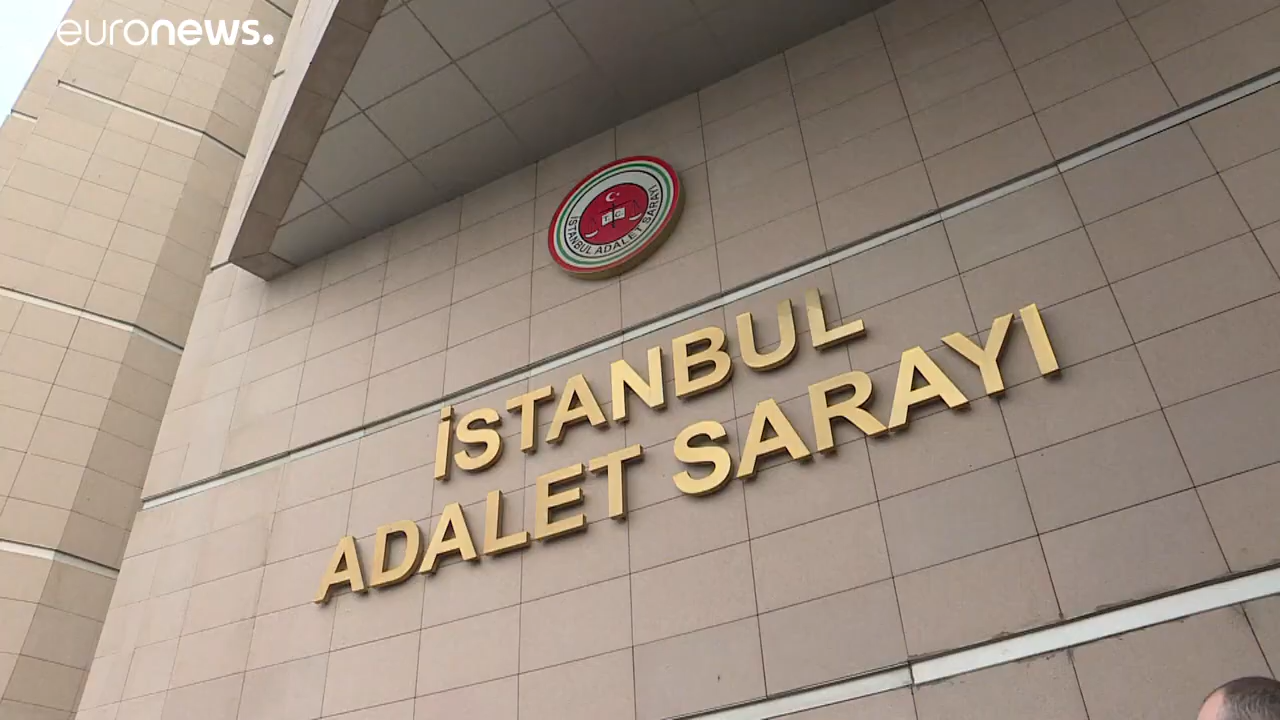 euronews.
T C
İSTANBUL ADALET SARAYI
İSTANBUL
ADALET SARAYI